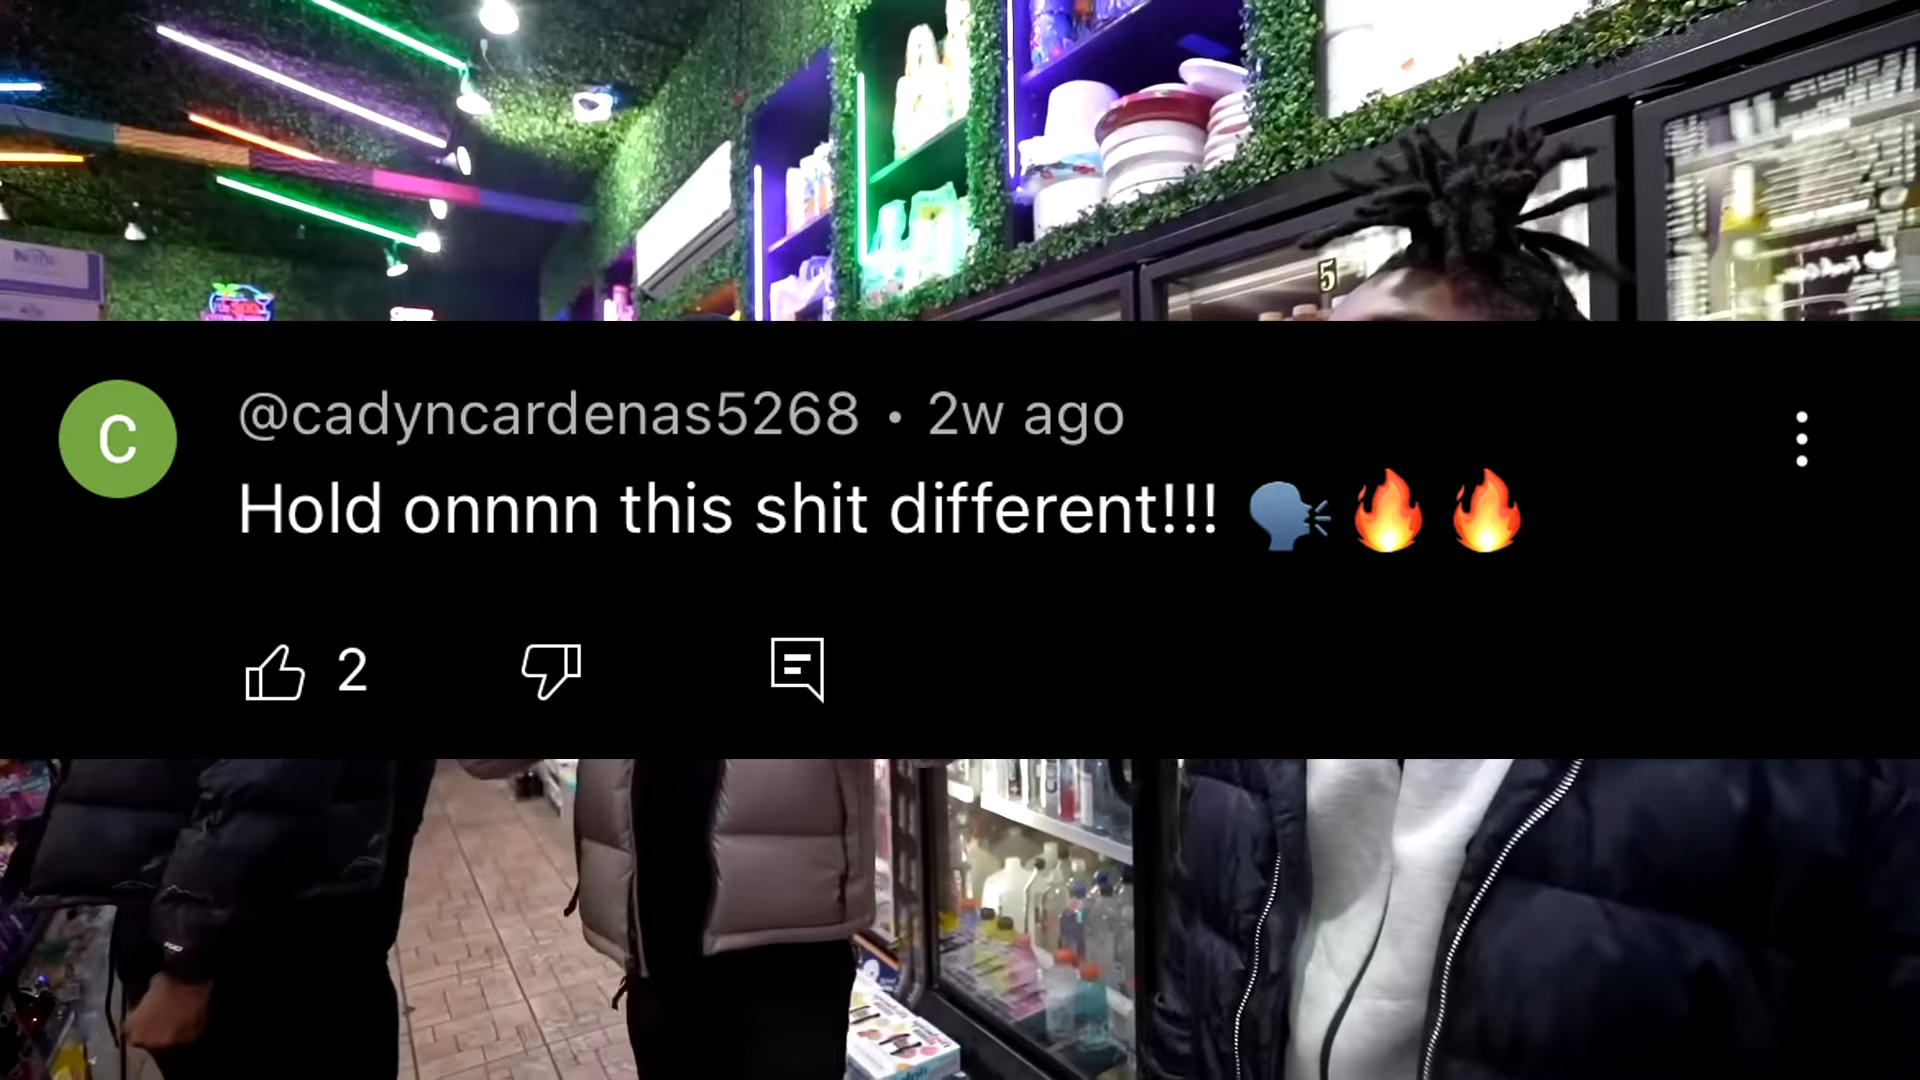 5
@cadyncardenas5268 • 2w ago
C
Hold onnnn this shit different!!! 🗣️🔥🔥
2